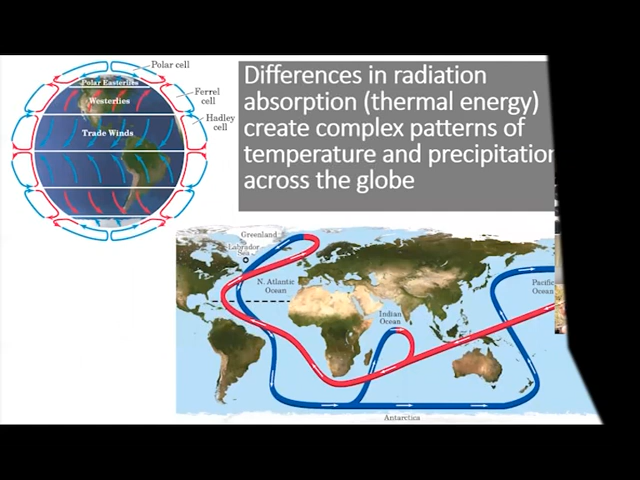 Polar cell
Polar Easterlies
Ferrel
cell
Westerlies
Hadley
cell
Trade Winds
Differences in radiation
absorption (thermal energy)
create complex patterns of
temperature and precipitation
across the globe
Greenland
Labrador
Sea
N. Atlantic
Ocean
Pacific
Ocean
Indian
Ocean
Antarctica